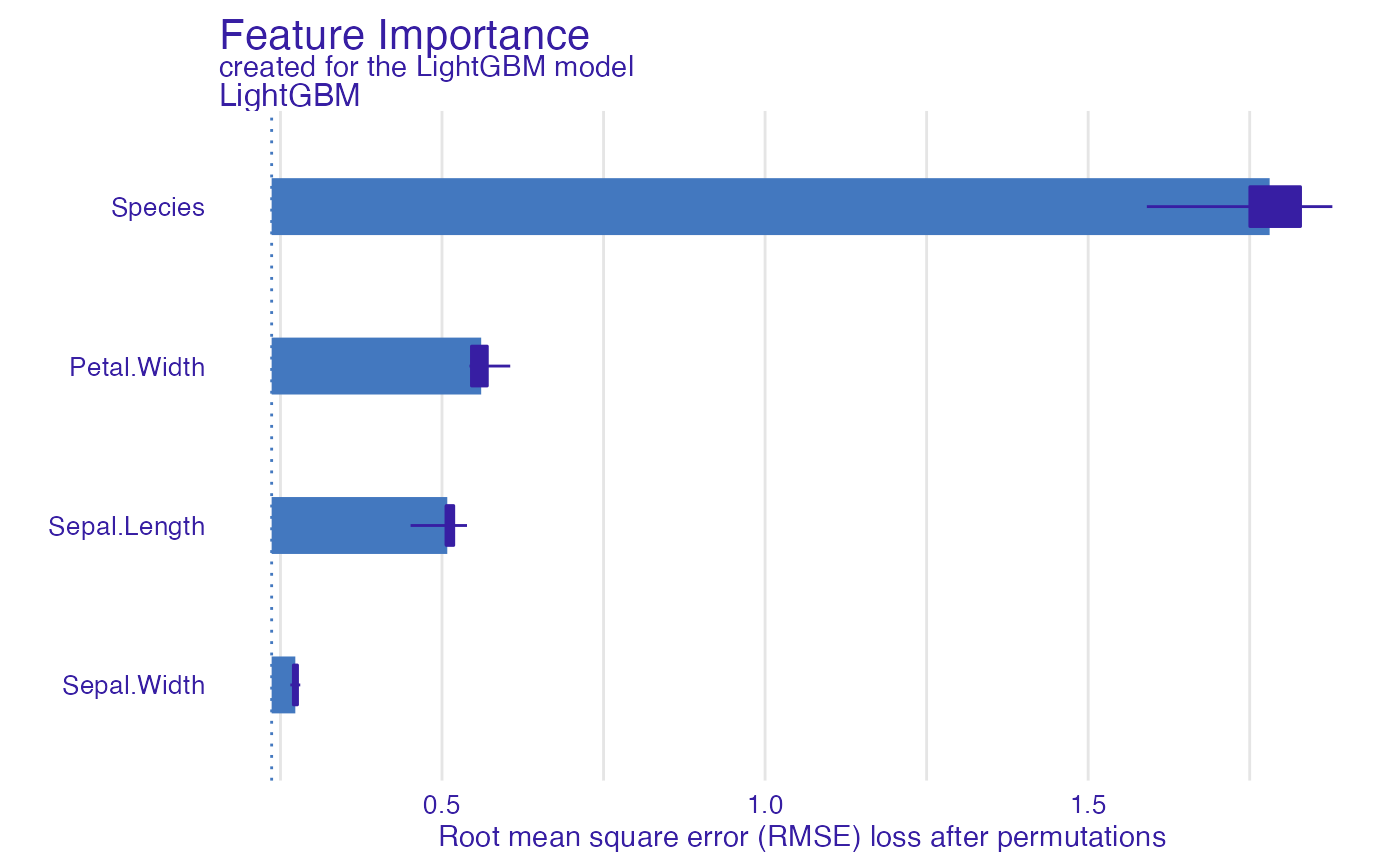 Feature Importance
created for the LightGBM model
LightGBM
Species
Petal.Width
Sepal.Length
Sepal.Width
0.5 1.0 1.5
Root mean square error (RMSE) loss after permutations